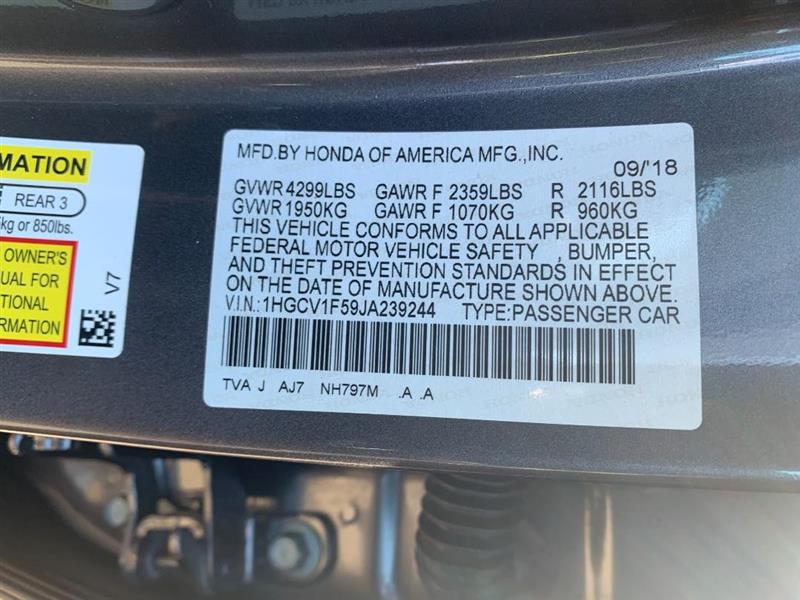 MATION
REAR 3
kg or 850lbs.
OWNER'S
UAL FOR
TIONAL
RMATION
V7
MFD.BY HONDA OF AMERICA MFG.,INC.
09/'18
GVWR 4299LBS GAWR F 2359LBS R 2116LBS
GVWR 1950KG GAWR F 1070KG R 960KG
THIS VEHICLE CONFORMS TO ALL APPLICABLE
FEDERAL MOTOR VEHICLE SAFETY , BUMPER,
AND THEFT PREVENTION STANDARDS IN EFFECT
ON THE DATE OF MANUFACTURE SHOWN ABOVE.
V.I.N.:1HGCV1F59JA239244 TYPE:PASSENGER CAR
TVA J AJ7 NH797M .A .A